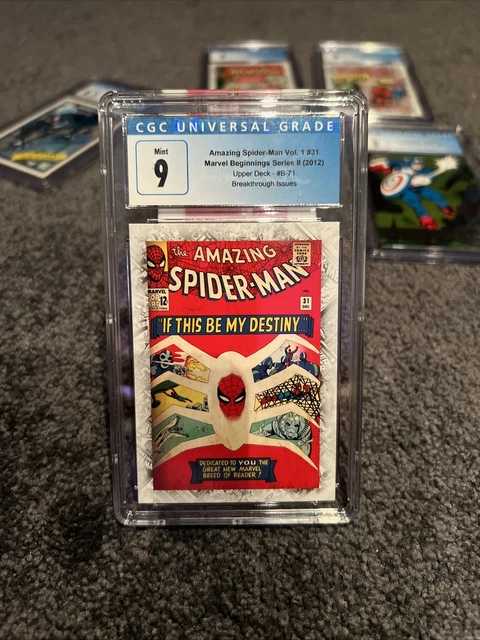 CGC UNIVERSAL GRADE
Mint
9
Amazing Spider-Man Vol. 1 #31
Marvel Beginnings Series II (2012)
Upper Deck - #B-71
Breakthrough Issues
the AMAZING
SPIDER-MAN
MARVEL
12
31
DEC
"IF THIS BE MY DESTINY...!"
DEDICATED TO YOU THE
GREAT NEW MARVEL
BREED OF READER!